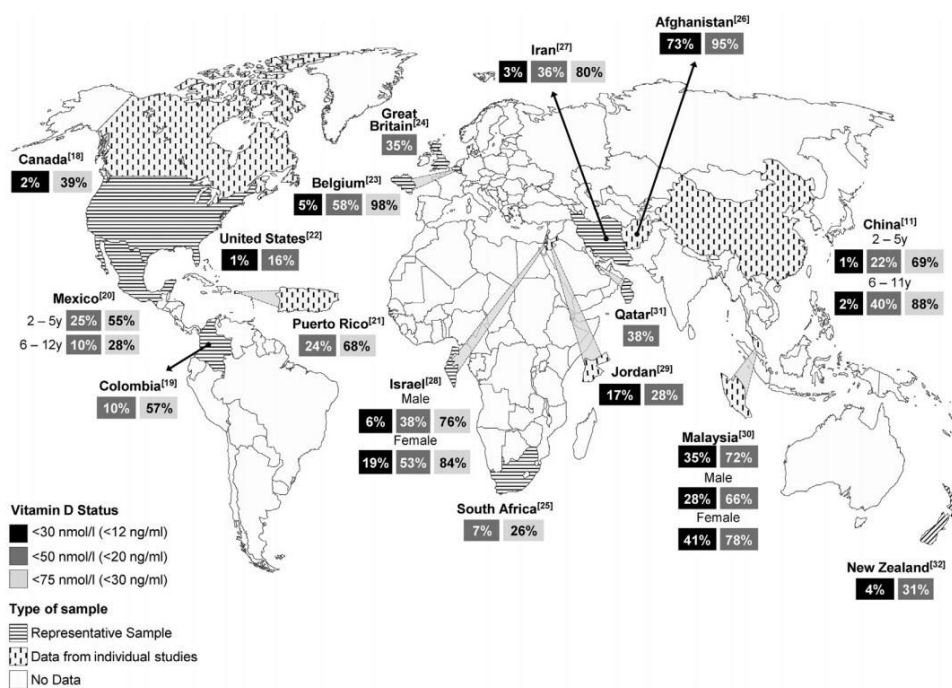 Afghanistan[26]
73% 95%
Iran[27]
3% 36% 80%
Great
Britain[24]
35%
Canada[18]
2% 39%
Belgium[23]
5% 58% 98%
United States[22]
1% 16%
China[11]
2 – 5y
1% 22% 69%
6 – 11y
2% 40% 88%
Mexico[20]
2 – 5y 25% 55%
6 – 12y 10% 28%
Puerto Rico[21]
24% 68%
Qatar[31]
38%
Colombia[19]
10% 57%
Israel[28]
Male
6% 38% 76%
Female
19% 53% 84%
Jordan[29]
17% 28%
Malaysia[30]
35% 72%
Male
28% 66%
Female
41% 78%
South Africa[25]
7% 26%
New Zealand[32]
4% 31%
Vitamin D Status
<30 nmol/l (<12 ng/ml)
<50 nmol/l (<20 ng/ml)
<75 nmol/l (<30 ng/ml)
Type of sample
Representative Sample
Data from individual studies
No Data